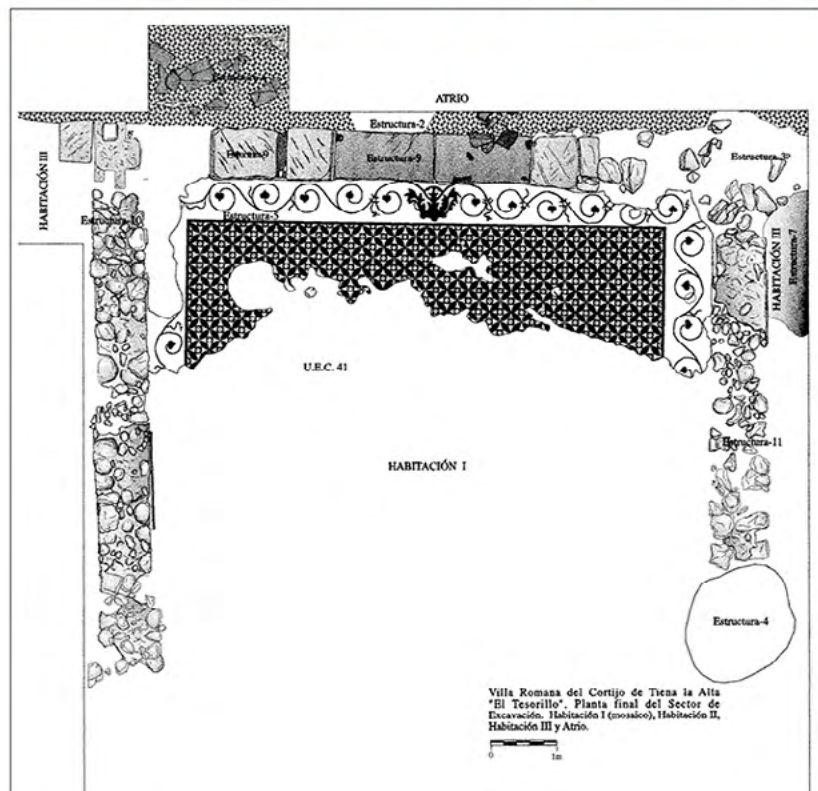 ATRIO
Estructura-2
Estructura-9
Estructura-3
HABITACIÓN III
Estructura-10
Estructura-5
HABITACIÓN III
Estructura-7
U.E.C. 41
HABITACIÓN I
Estructura-11
Estructura-4
Villa Romana del Cortijo de Tiena la Alta
"El Tesorillo". Planta final del Sector de
Excavación. Habitación I (mosaico), Habitación II,
Habitación III y Atrio.
0 1m